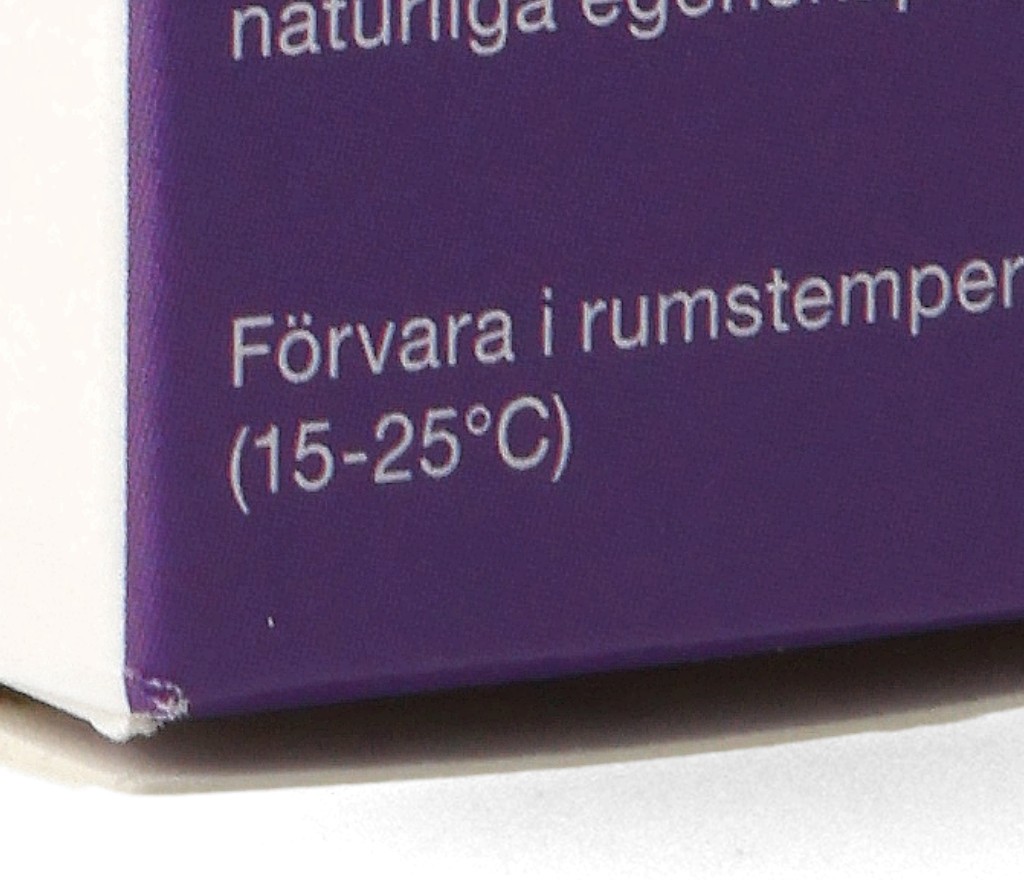 naturliga
Förvara i rumstemper
(15-25°C)